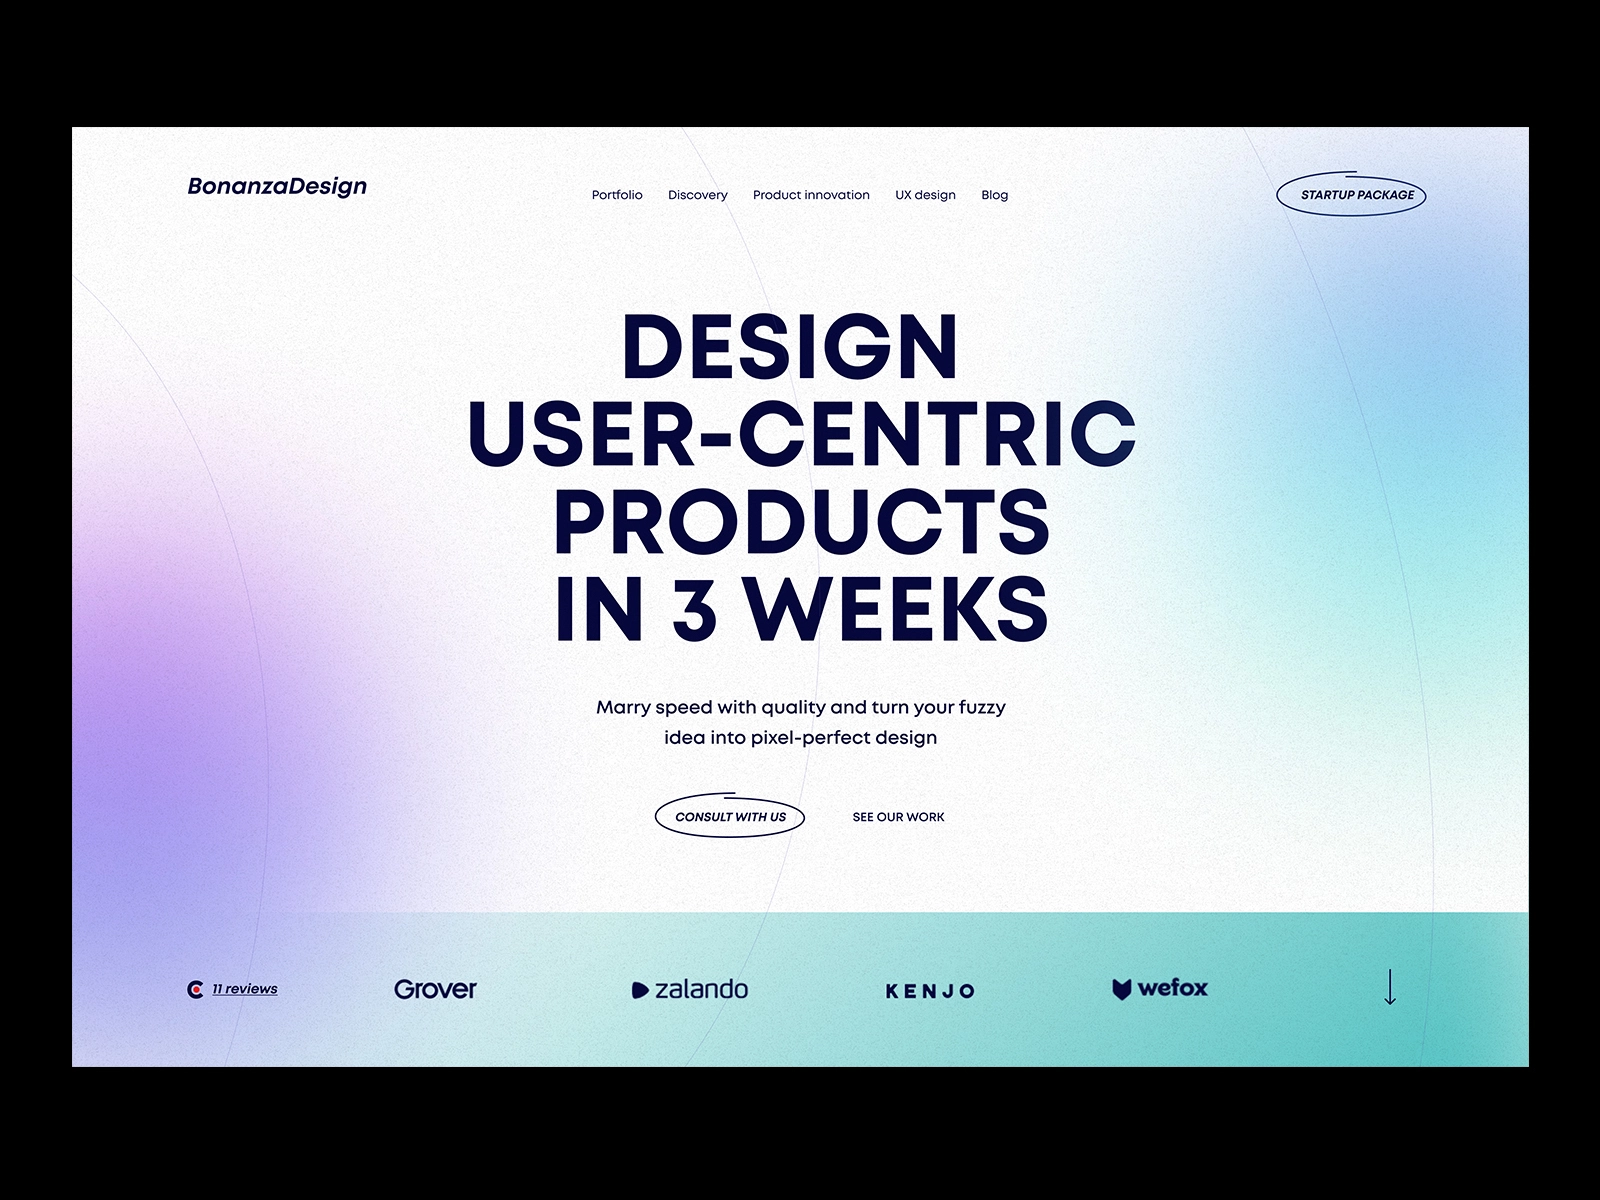 BonanzaDesign
Portfolio Discovery Product innovation UX design Blog
STARTUP PACKAGE
DESIGN
USER-CENTRIC
PRODUCTS
IN 3 WEEKS
Marry speed with quality and turn your fuzzy
idea into pixel-perfect design
CONSULT WITH US
SEE OUR WORK
11 reviews
Grover
zalando
KENJO
wefox